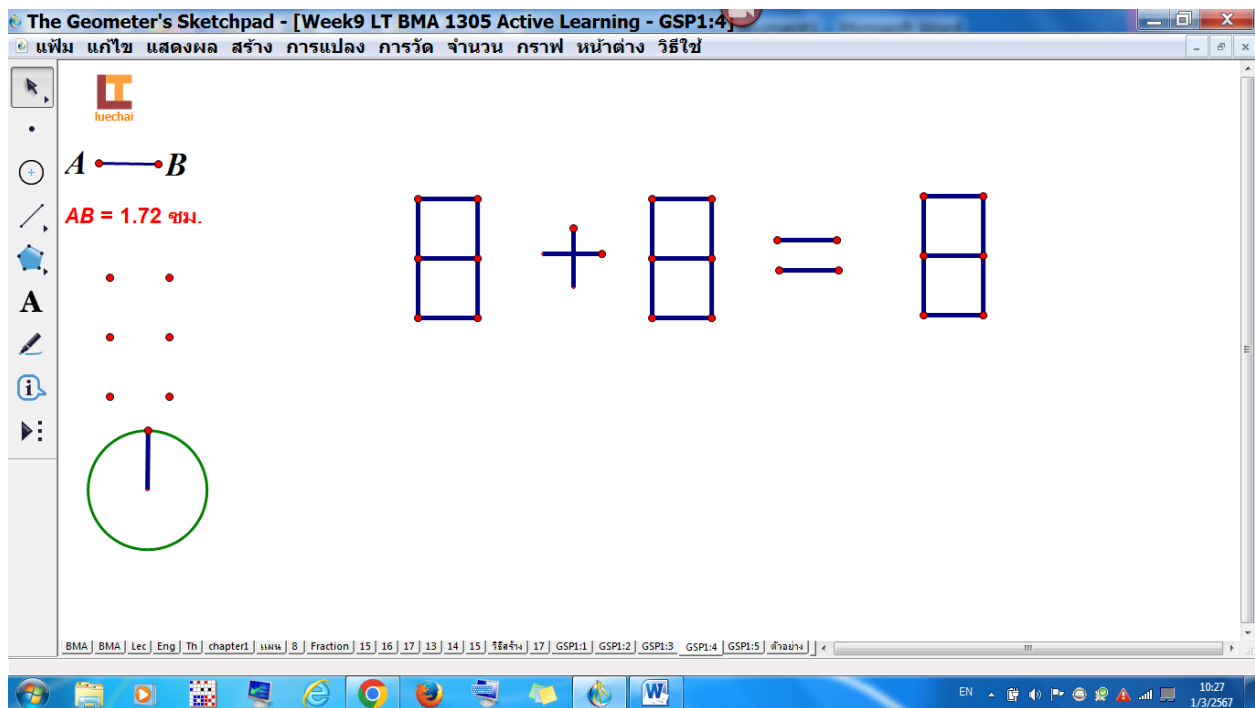 The Geometer's Sketchpad - [Week9 LT BMA 1305 Active Learning - GSP1:4]
แฟ้ม แก้ไข แสดงผล สร้าง การแปลง การวัด จำนวน กราฟ หน้าต่าง วิธีใช้
LT
luechai
A B
AB = 1.72 ซม.
8 + 8 = 8
A
BMA BMA Lec Eng Th chapter1 แผน 8 Fraction 15 16 17 13 14 15 วิธีสร้าง 17 GSP1:1 GSP1:2 GSP1:3 GSP1:4 GSP1:5 ตัวอย่าง
EN 10:27
1/3/2567